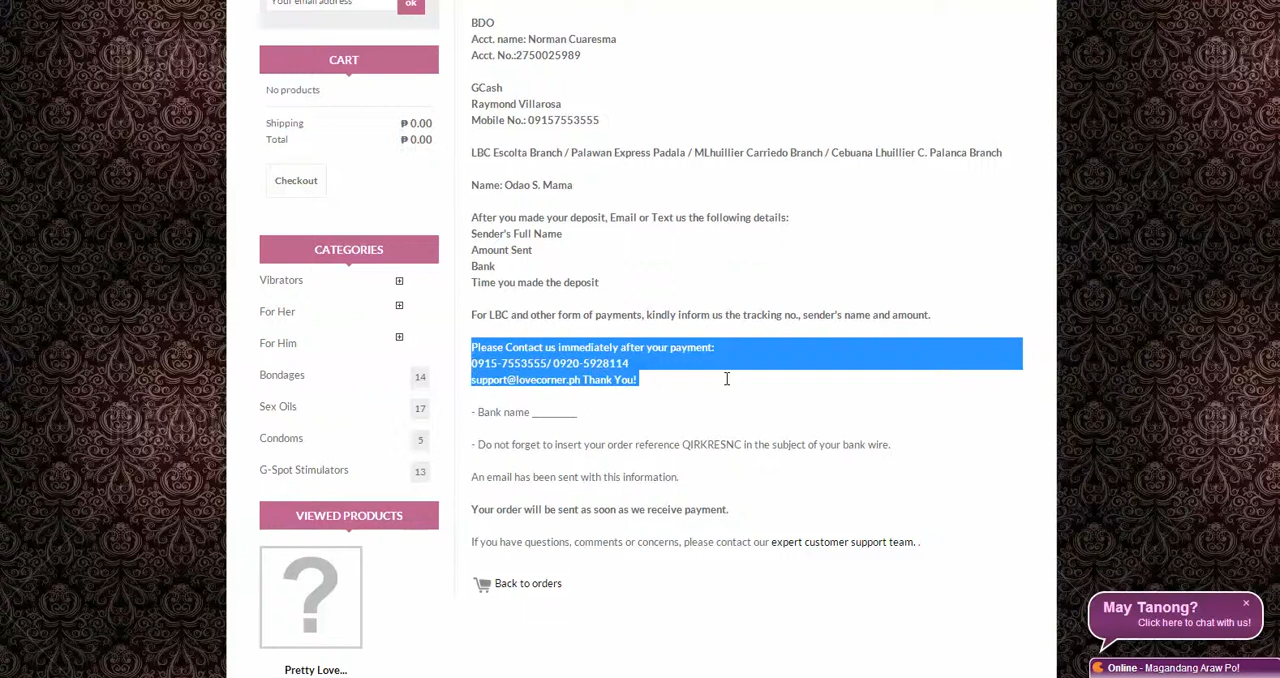 Your email address
ok
CART
No products
Shipping ₱ 0.00
Total ₱ 0.00
Checkout
CATEGORIES
Vibrators
For Her
For Him
Bondages 14
Sex Oils 17
Condoms 5
G-Spot Stimulators 13
VIEWED PRODUCTS
?
Pretty Love...
BDO
Acct. name: Norman Cuaresma
Acct. No.:2750025989
GCash
Raymond Villarosa
Mobile No.: 09157553555
LBC Escolta Branch / Palawan Express Padala / MLhuillier Carriedo Branch / Cebuana Lhuillier C. Palanca Branch
Name: Odao S. Mama
After you made your deposit, Email or Text us the following details:
Sender's Full Name
Amount Sent
Bank
Time you made the deposit
For LBC and other form of payments, kindly inform us the tracking no., sender's name and amount.
Please Contact us immediately after your payment:
0915-7553555/ 0920-5928114
support@lovecorner.ph Thank You!
- Bank name __________
- Do not forget to insert your order reference QIRKRESNC in the subject of your bank wire.
An email has been sent with this information.
Your order will be sent as soon as we receive payment.
If you have questions, comments or concerns, please contact our expert customer support team. .
Back to orders
May Tanong?
Click here to chat with us!
Online - Magandang Araw Po!